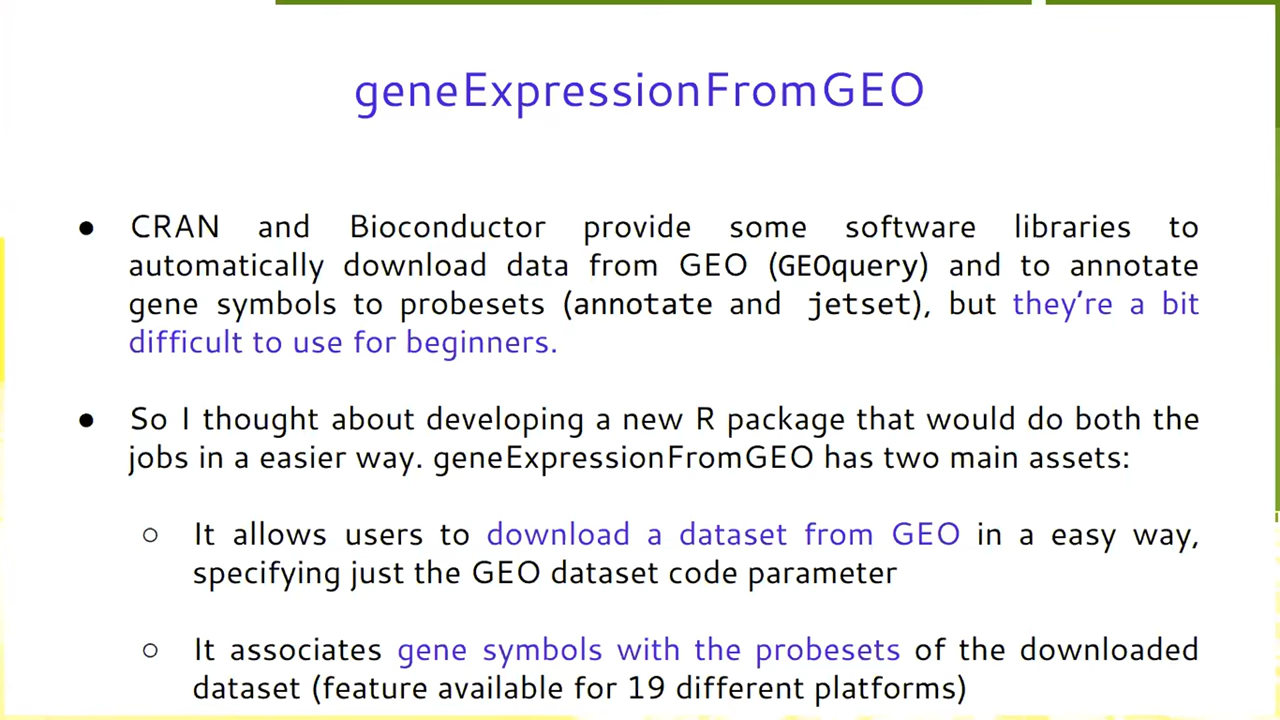 geneExpressionFromGEO
● CRAN and Bioconductor provide some software libraries to
automatically download data from GEO (GEOquery) and to annotate
gene symbols to probesets (annotate and jetset), but they're a bit
difficult to use for beginners.
● So I thought about developing a new R package that would do both the
jobs in a easier way. geneExpressionFromGEO has two main assets:
○ It allows users to download a dataset from GEO in a easy way,
specifying just the GEO dataset code parameter
○ It associates gene symbols with the probesets of the downloaded
dataset (feature available for 19 different platforms)